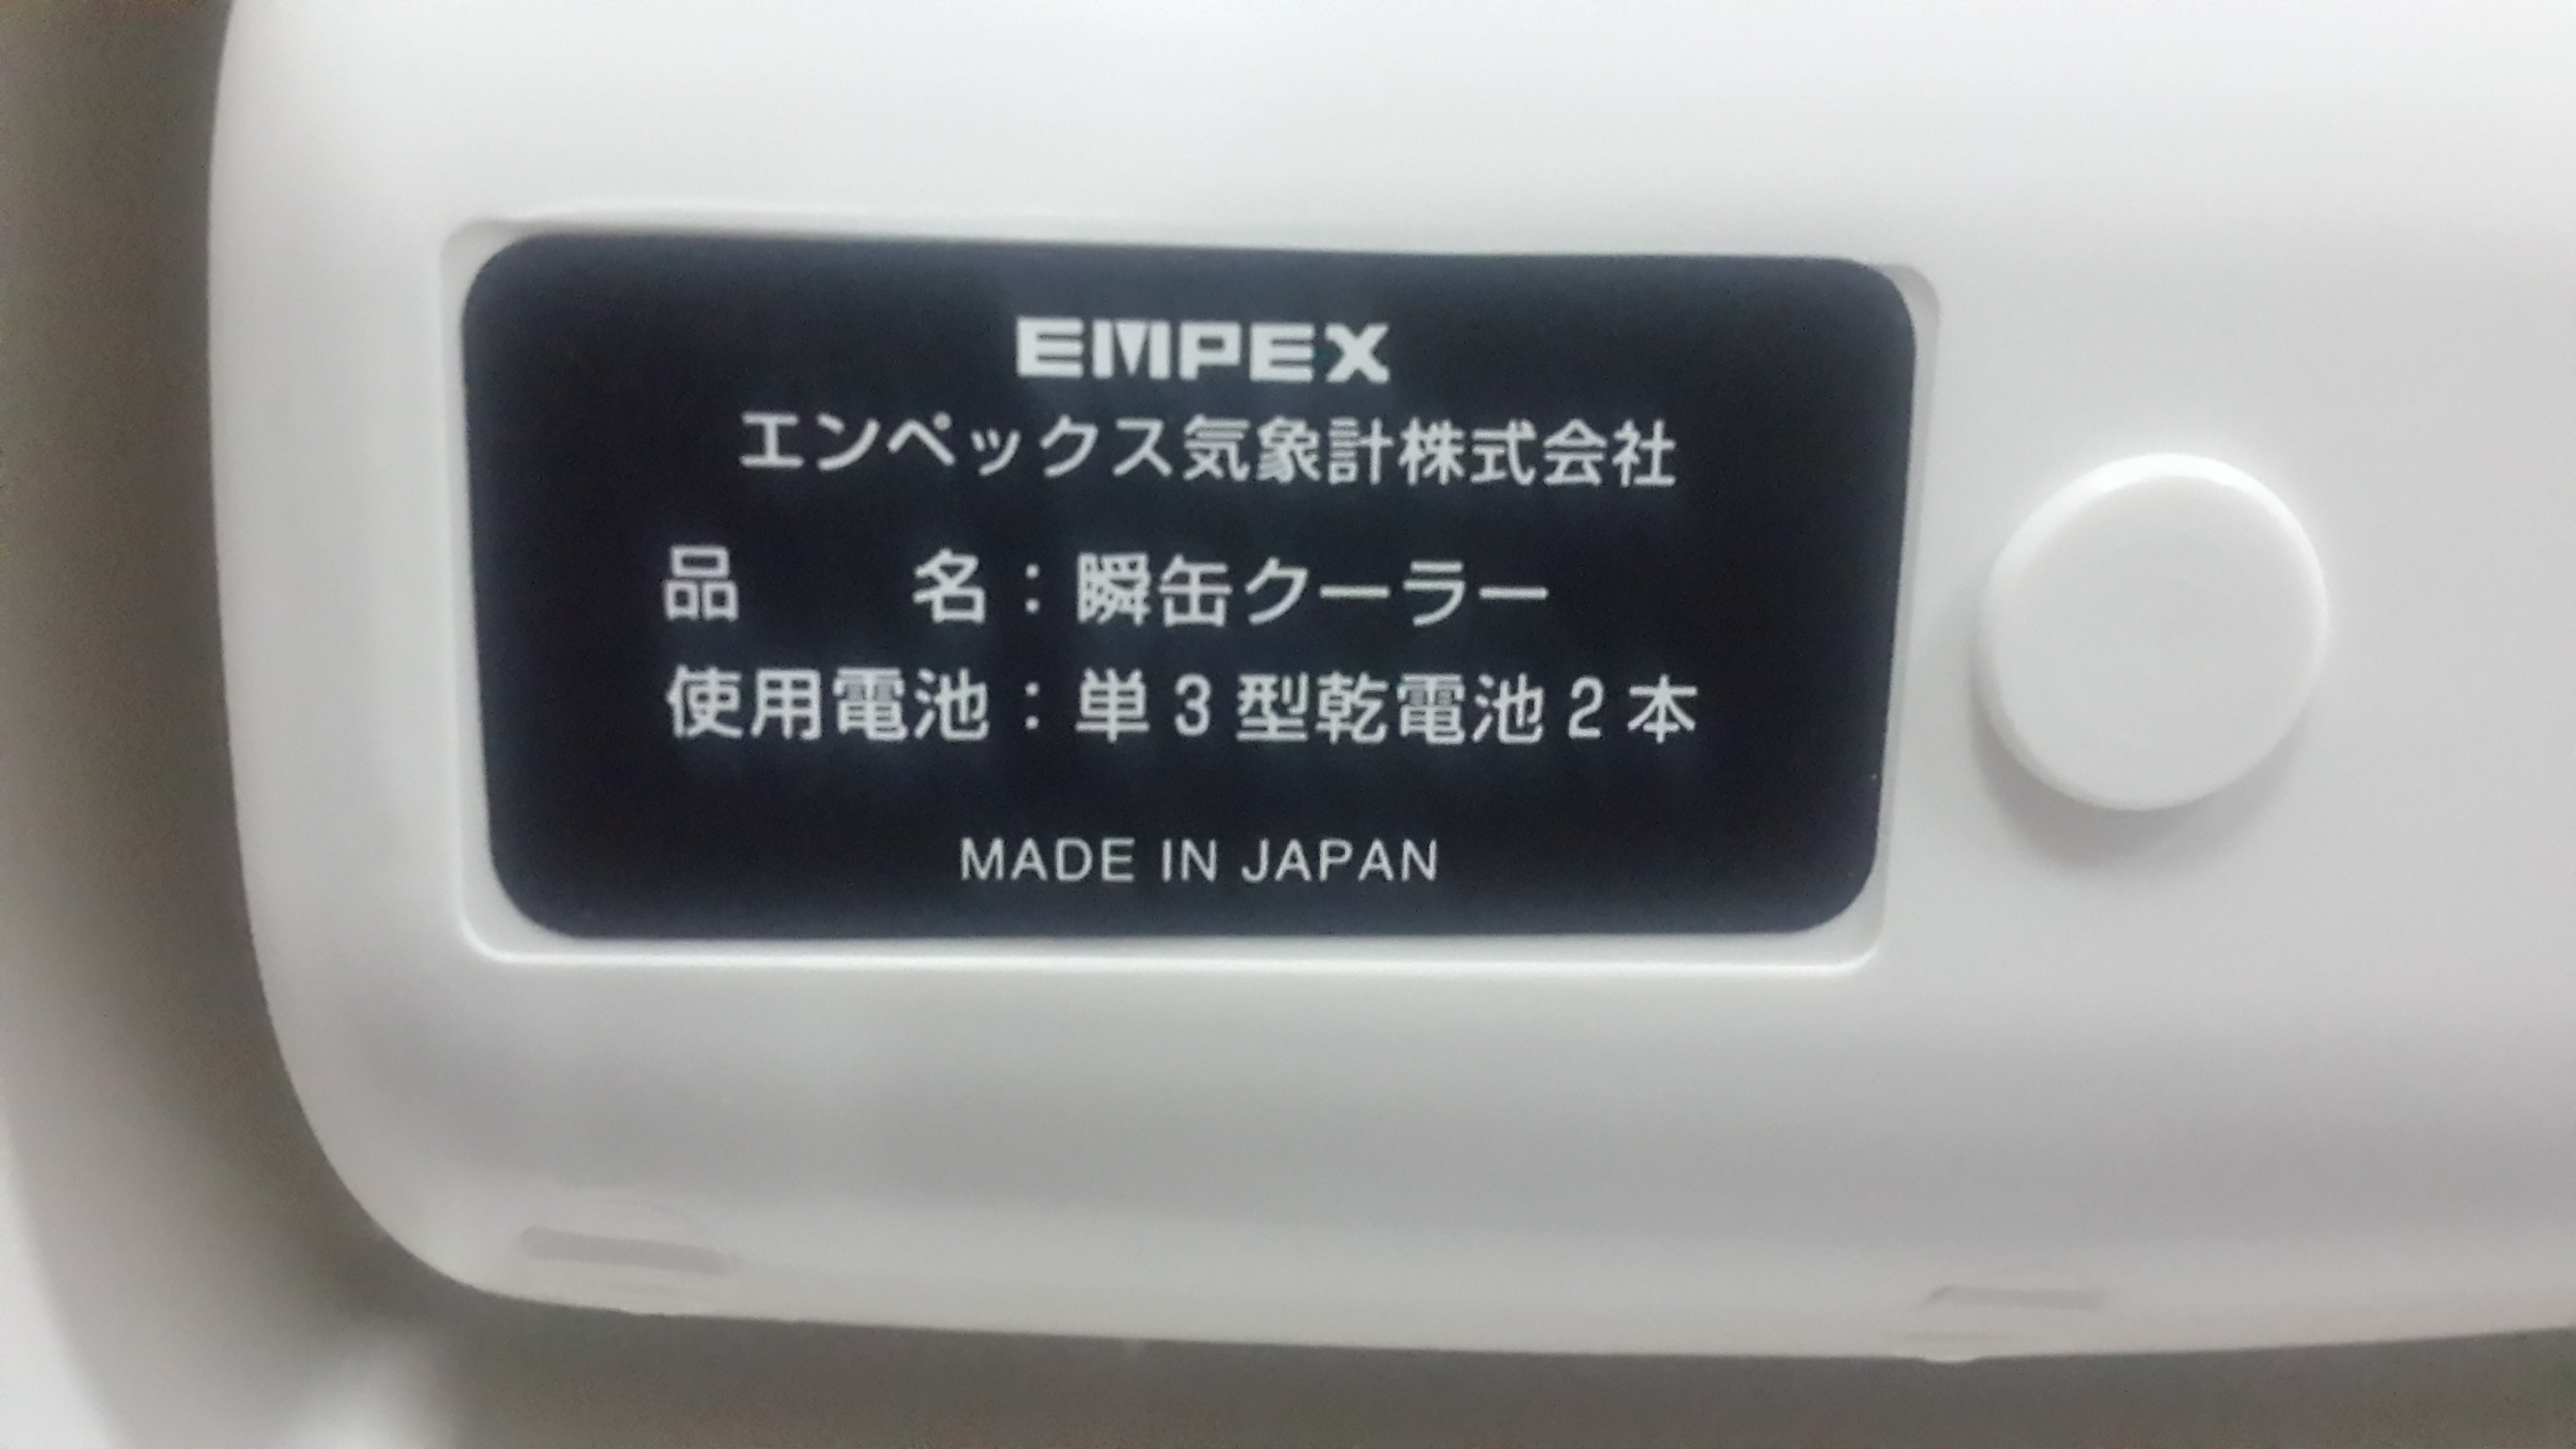 EMPEX
エンペックス気象計株式会社
品　　名：瞬缶クーラー
使用電池：単3型乾電池2本
MADE IN JAPAN